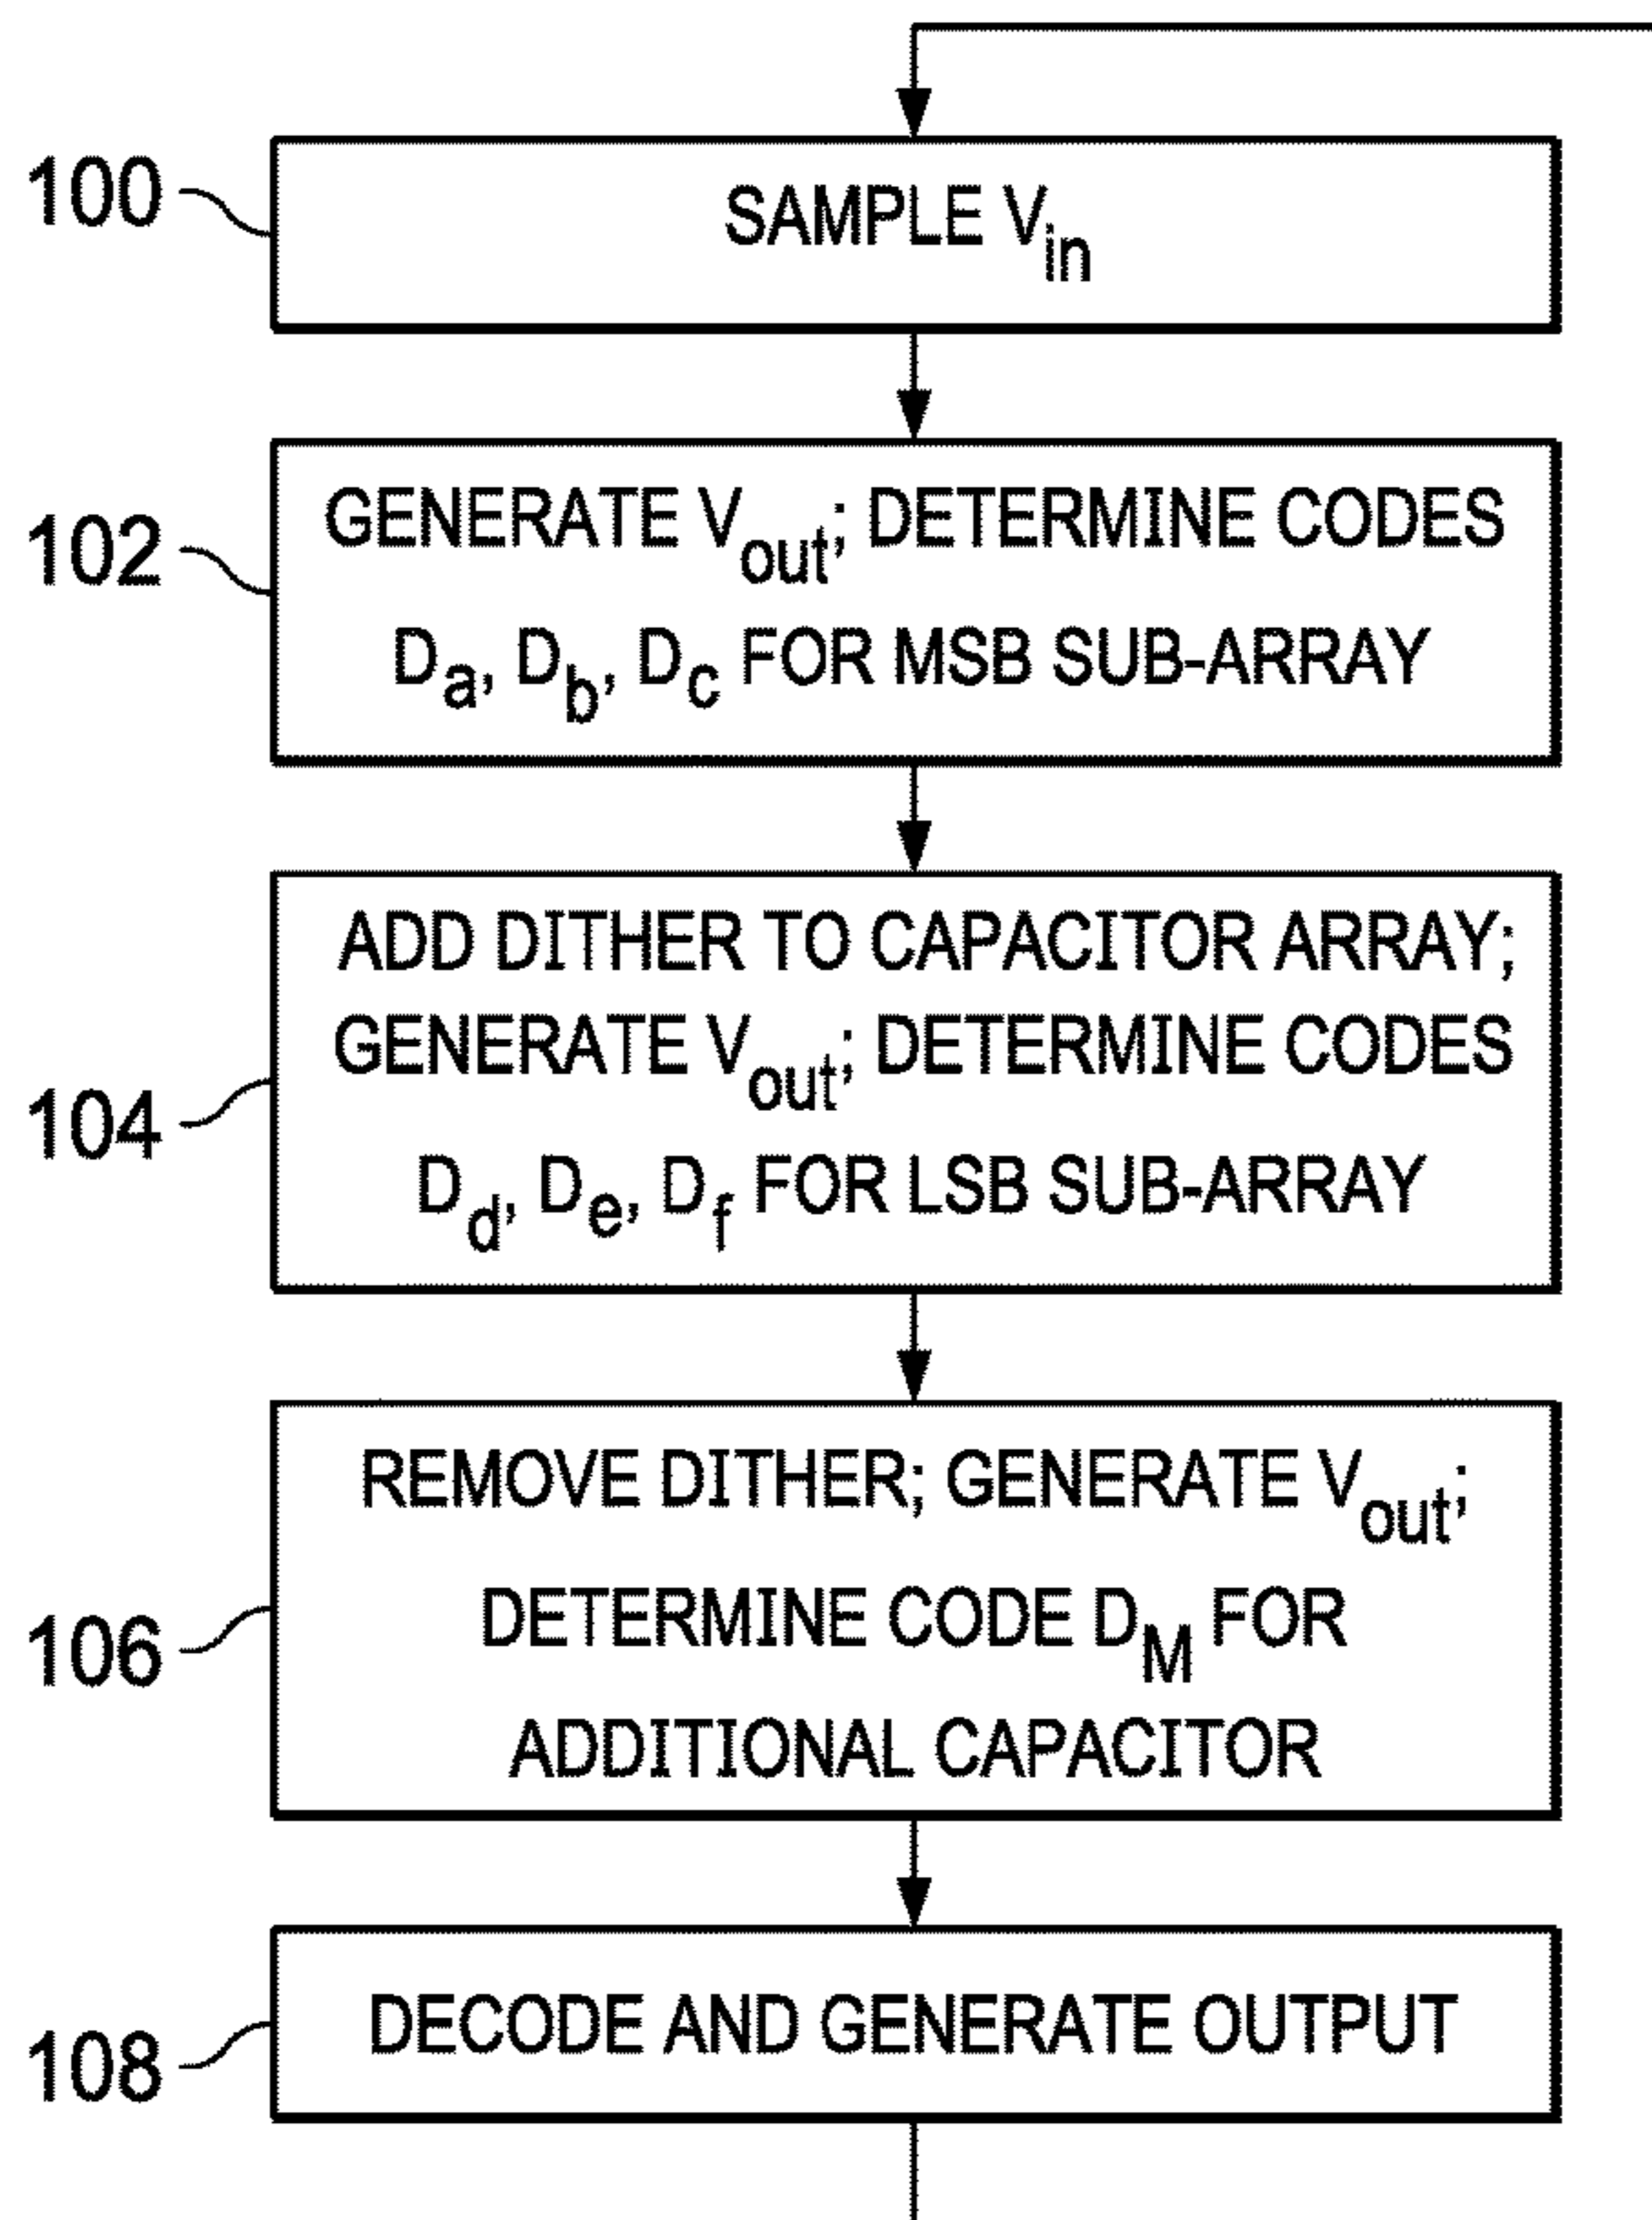 100
SAMPLE Vin
102
GENERATE Vout; DETERMINE CODES
Da, Db, Dc FOR MSB SUB-ARRAY
104
ADD DITHER TO CAPACITOR ARRAY;
GENERATE Vout; DETERMINE CODES
Dd, De, Df FOR LSB SUB-ARRAY
106
REMOVE DITHER; GENERATE Vout;
DETERMINE CODE DM FOR
ADDITIONAL CAPACITOR
108
DECODE AND GENERATE OUTPUT